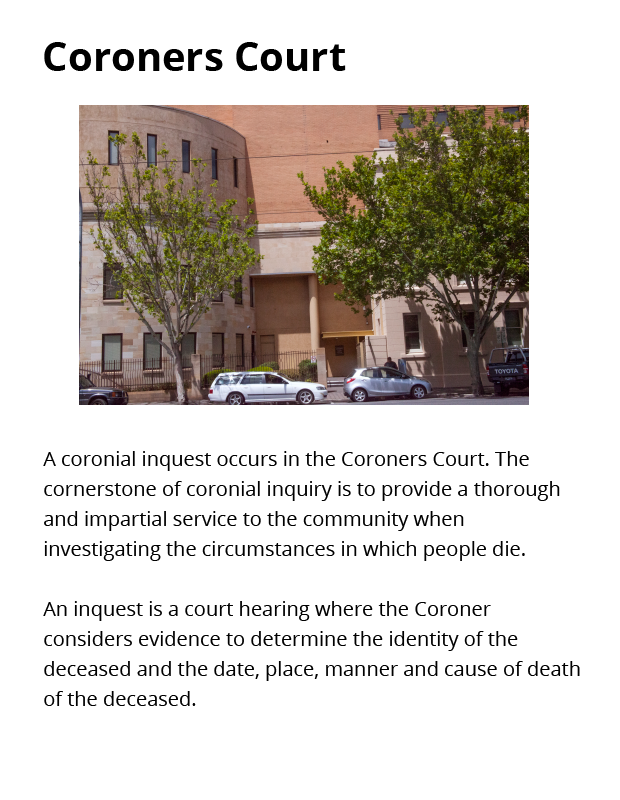 Coroners Court
TOYOTA
A coronial inquest occurs in the Coroners Court. The
cornerstone of coronial inquiry is to provide a thorough
and impartial service to the community when
investigating the circumstances in which people die.
An inquest is a court hearing where the Coroner
considers evidence to determine the identity of the
deceased and the date, place, manner and cause of death
of the deceased.